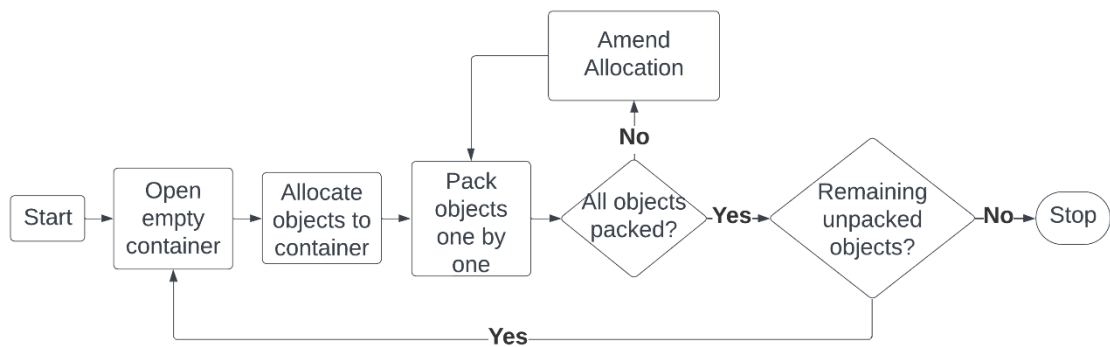 Start
Open
empty
container
Allocate
objects to
container
Pack
objects
one by
one
Amend
Allocation
No
All objects
packed?
Yes
Remaining
unpacked
objects?
No
Stop
Yes